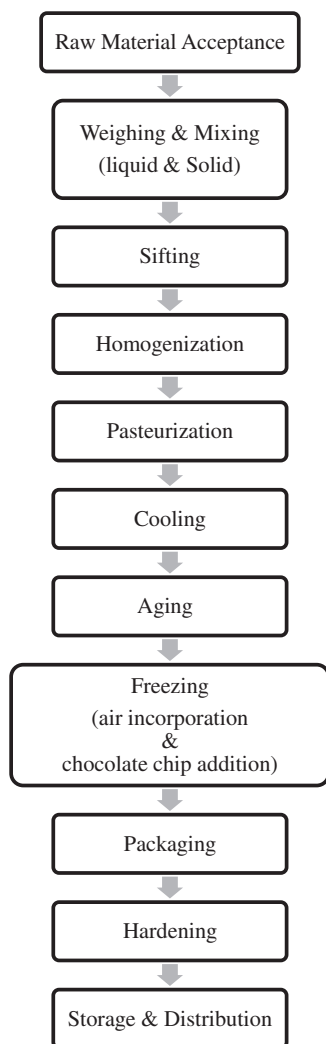 Raw Material Acceptance
Weighing & Mixing
(liquid & Solid)
Sifting
Homogenization
Pasteurization
Cooling
Aging
Freezing
(air incorporation
&
chocolate chip addition)
Packaging
Hardening
Storage & Distribution